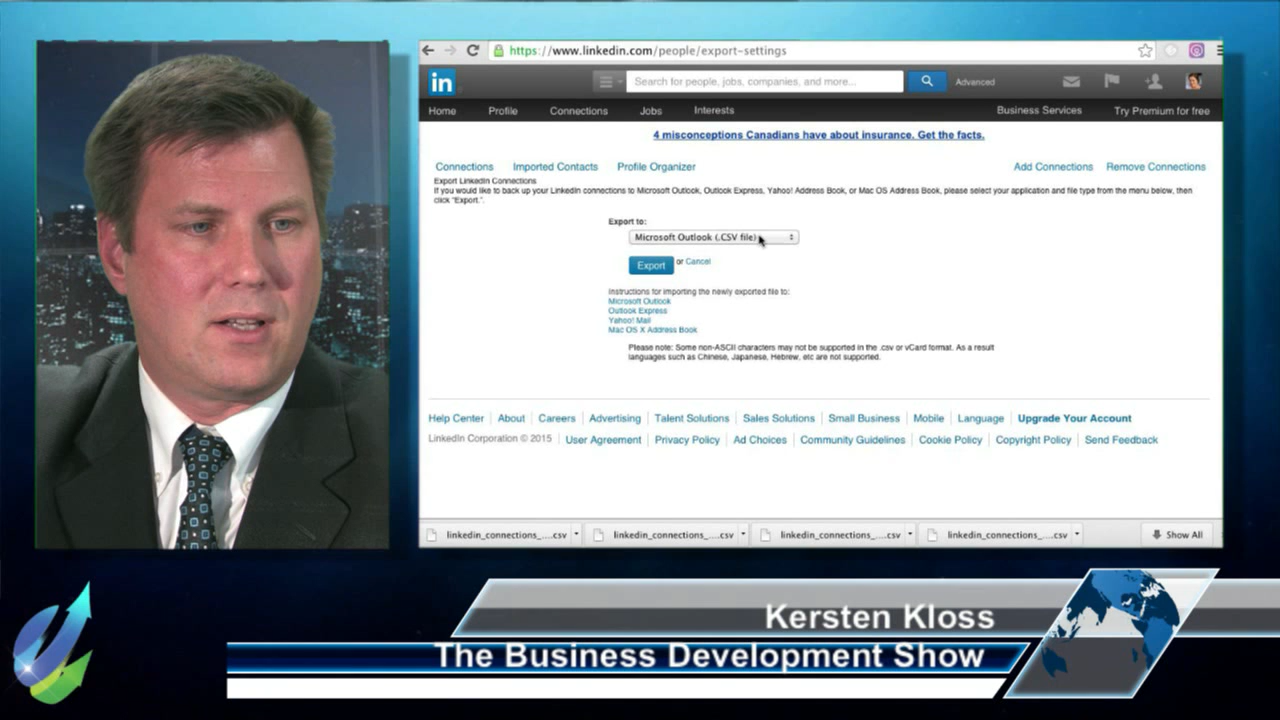 https://www.linkedin.com/people/export-settings
in
Search for people, jobs, companies, and more...
Advanced
Home Profile Connections Jobs Interests Business Services Try Premium for free
4 misconceptions Canadians have about insurance. Get the facts.
Connections Imported Contacts Profile Organizer Add Connections Remove Connections
Export LinkedIn Connections
If you would like to back up your LinkedIn connections to Microsoft Outlook, Outlook Express, Yahoo! Address Book, or Mac OS Address Book, please select your application and file type from the menu below, then
click "Export.".
Export to:
Microsoft Outlook (.CSV file)
Export or Cancel
Instructions for importing the newly exported file to:
Microsoft Outlook
Outlook Express
Yahoo! Mail
Mac OS X Address Book
Please note: Some non-ASCII characters may not be supported in the .csv or vCard format. As a result
languages such as Chinese, Japanese, Hebrew, etc are not supported.
Help Center About Careers Advertising Talent Solutions Sales Solutions Small Business Mobile Language Upgrade Your Account
LinkedIn Corporation © 2015 User Agreement Privacy Policy Ad Choices Community Guidelines Cookie Policy Copyright Policy Send Feedback
linkedin_connections_....csv linkedin_connections_....csv linkedin_connections_....csv linkedin_connections_....csv Show All
Kersten Kloss
The Business Development Show